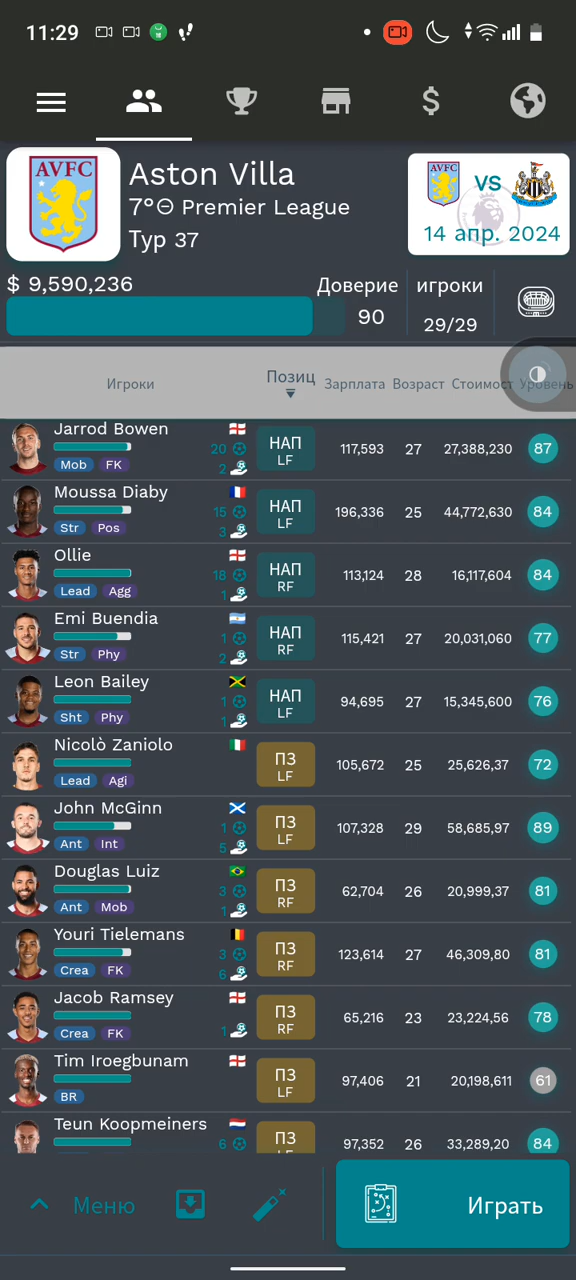 11:29
AVFC
Aston Villa
7° Premier League
Тур 37
VS
14 апр. 2024
$ 9,590,236
Доверие
90
игроки
29/29
Игроки Позиц Зарплата Возраст Стоимост Уровень
Jarrod Bowen
20
2
Mob FK
НАП
LF
117,593 27 27,388,230 87
Moussa Diaby
15
3
Str Pos
НАП
LF
196,336 25 44,772,630 84
Ollie
18
1
Lead Agg
НАП
RF
113,124 28 16,117,604 84
Emi Buendia
1
2
Str Phy
НАП
RF
115,421 27 20,031,060 77
Leon Bailey
1
1
Sht Phy
НАП
LF
94,695 27 15,345,600 76
Nicolò Zaniolo
Lead Agi
ПЗ
LF
105,672 25 25,626,37 72
John McGinn
1
5
Ant Int
ПЗ
LF
107,328 29 58,685,97 89
Douglas Luiz
3
1
Ant Mob
ПЗ
RF
62,704 26 20,999,37 81
Youri Tielemans
3
6
Crea FK
ПЗ
RF
123,614 27 46,309,80 81
Jacob Ramsey
1
Crea FK
ПЗ
RF
65,216 23 23,224,56 78
Tim Iroegbunam
BR
ПЗ
LF
97,406 21 20,198,611 61
Teun Koopmeiners
6
ПЗ
LF
97,352 26 33,289,20 84
Меню
Играть